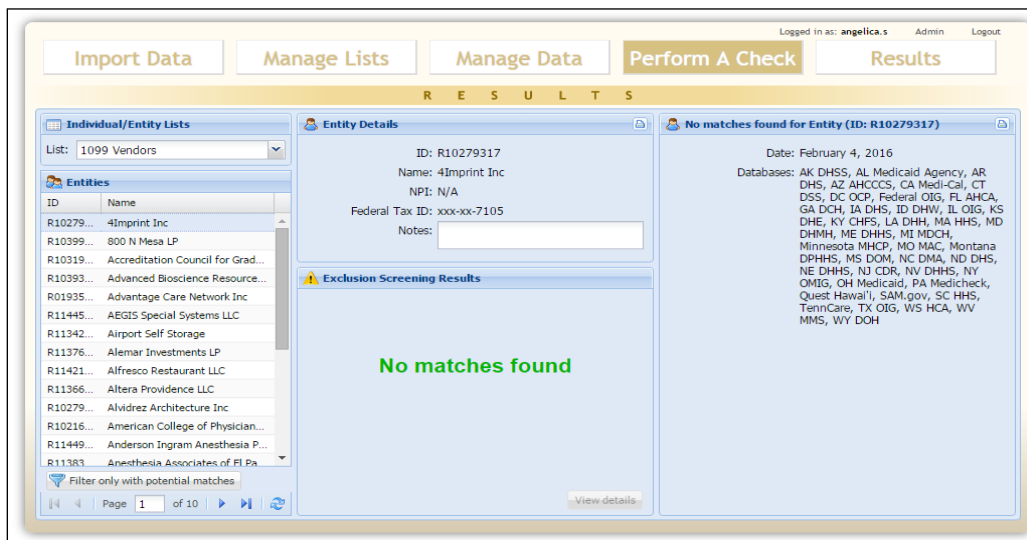 Logged in as: angelica.s Admin Logout
Import Data Manage Lists Manage Data Perform A Check Results
R E S U L T S
Individual/Entity Lists
List: 1099 Vendors
Entities
ID Name
R10279... 4Imprint Inc
R10399... 800 N Mesa LP
R10319... Accreditation Council for Grad...
R10393... Advanced Bioscience Resource...
R01935... Advantage Care Network Inc
R11445... AEGIS Special Systems LLC
R11342... Airport Self Storage
R11376... Alemar Investments LP
R11421... Alfresco Restaurant LLC
R11366... Altera Providence LLC
R10279... Alvidrez Architecture Inc
R10216... American College of Physician...
R11449... Anderson Ingram Anesthesia P...
R11383 Anesthesia Associates of El Pa
Filter only with potential matches
Page 1 of 10
Entity Details
ID: R10279317
Name: 4Imprint Inc
NPI: N/A
Federal Tax ID: xxx-xx-7105
Notes:
Exclusion Screening Results
No matches found
View details
No matches found for Entity (ID: R10279317)
Date: February 4, 2016
Databases: AK DHSS, AL Medicaid Agency, AR
DHS, AZ AHCCCS, CA Medi-Cal, CT
DSS, DC OCP, Federal OIG, FL AHCA,
GA DCH, IA DHS, ID DHW, IL OIG, KS
DHE, KY CHFS, LA DHH, MA HHS, MD
DHMH, ME DHHS, MI MDCH,
Minnesota MHCP, MO MAC, Montana
DPHHS, MS DOM, NC DMA, ND DHS,
NE DHHS, NJ CDR, NV DHHS, NY
OMIG, OH Medicaid, PA Medicheck,
Quest Hawai'i, SAM.gov, SC HHS,
TennCare, TX OIG, WS HCA, WV
MMS, WY DOH